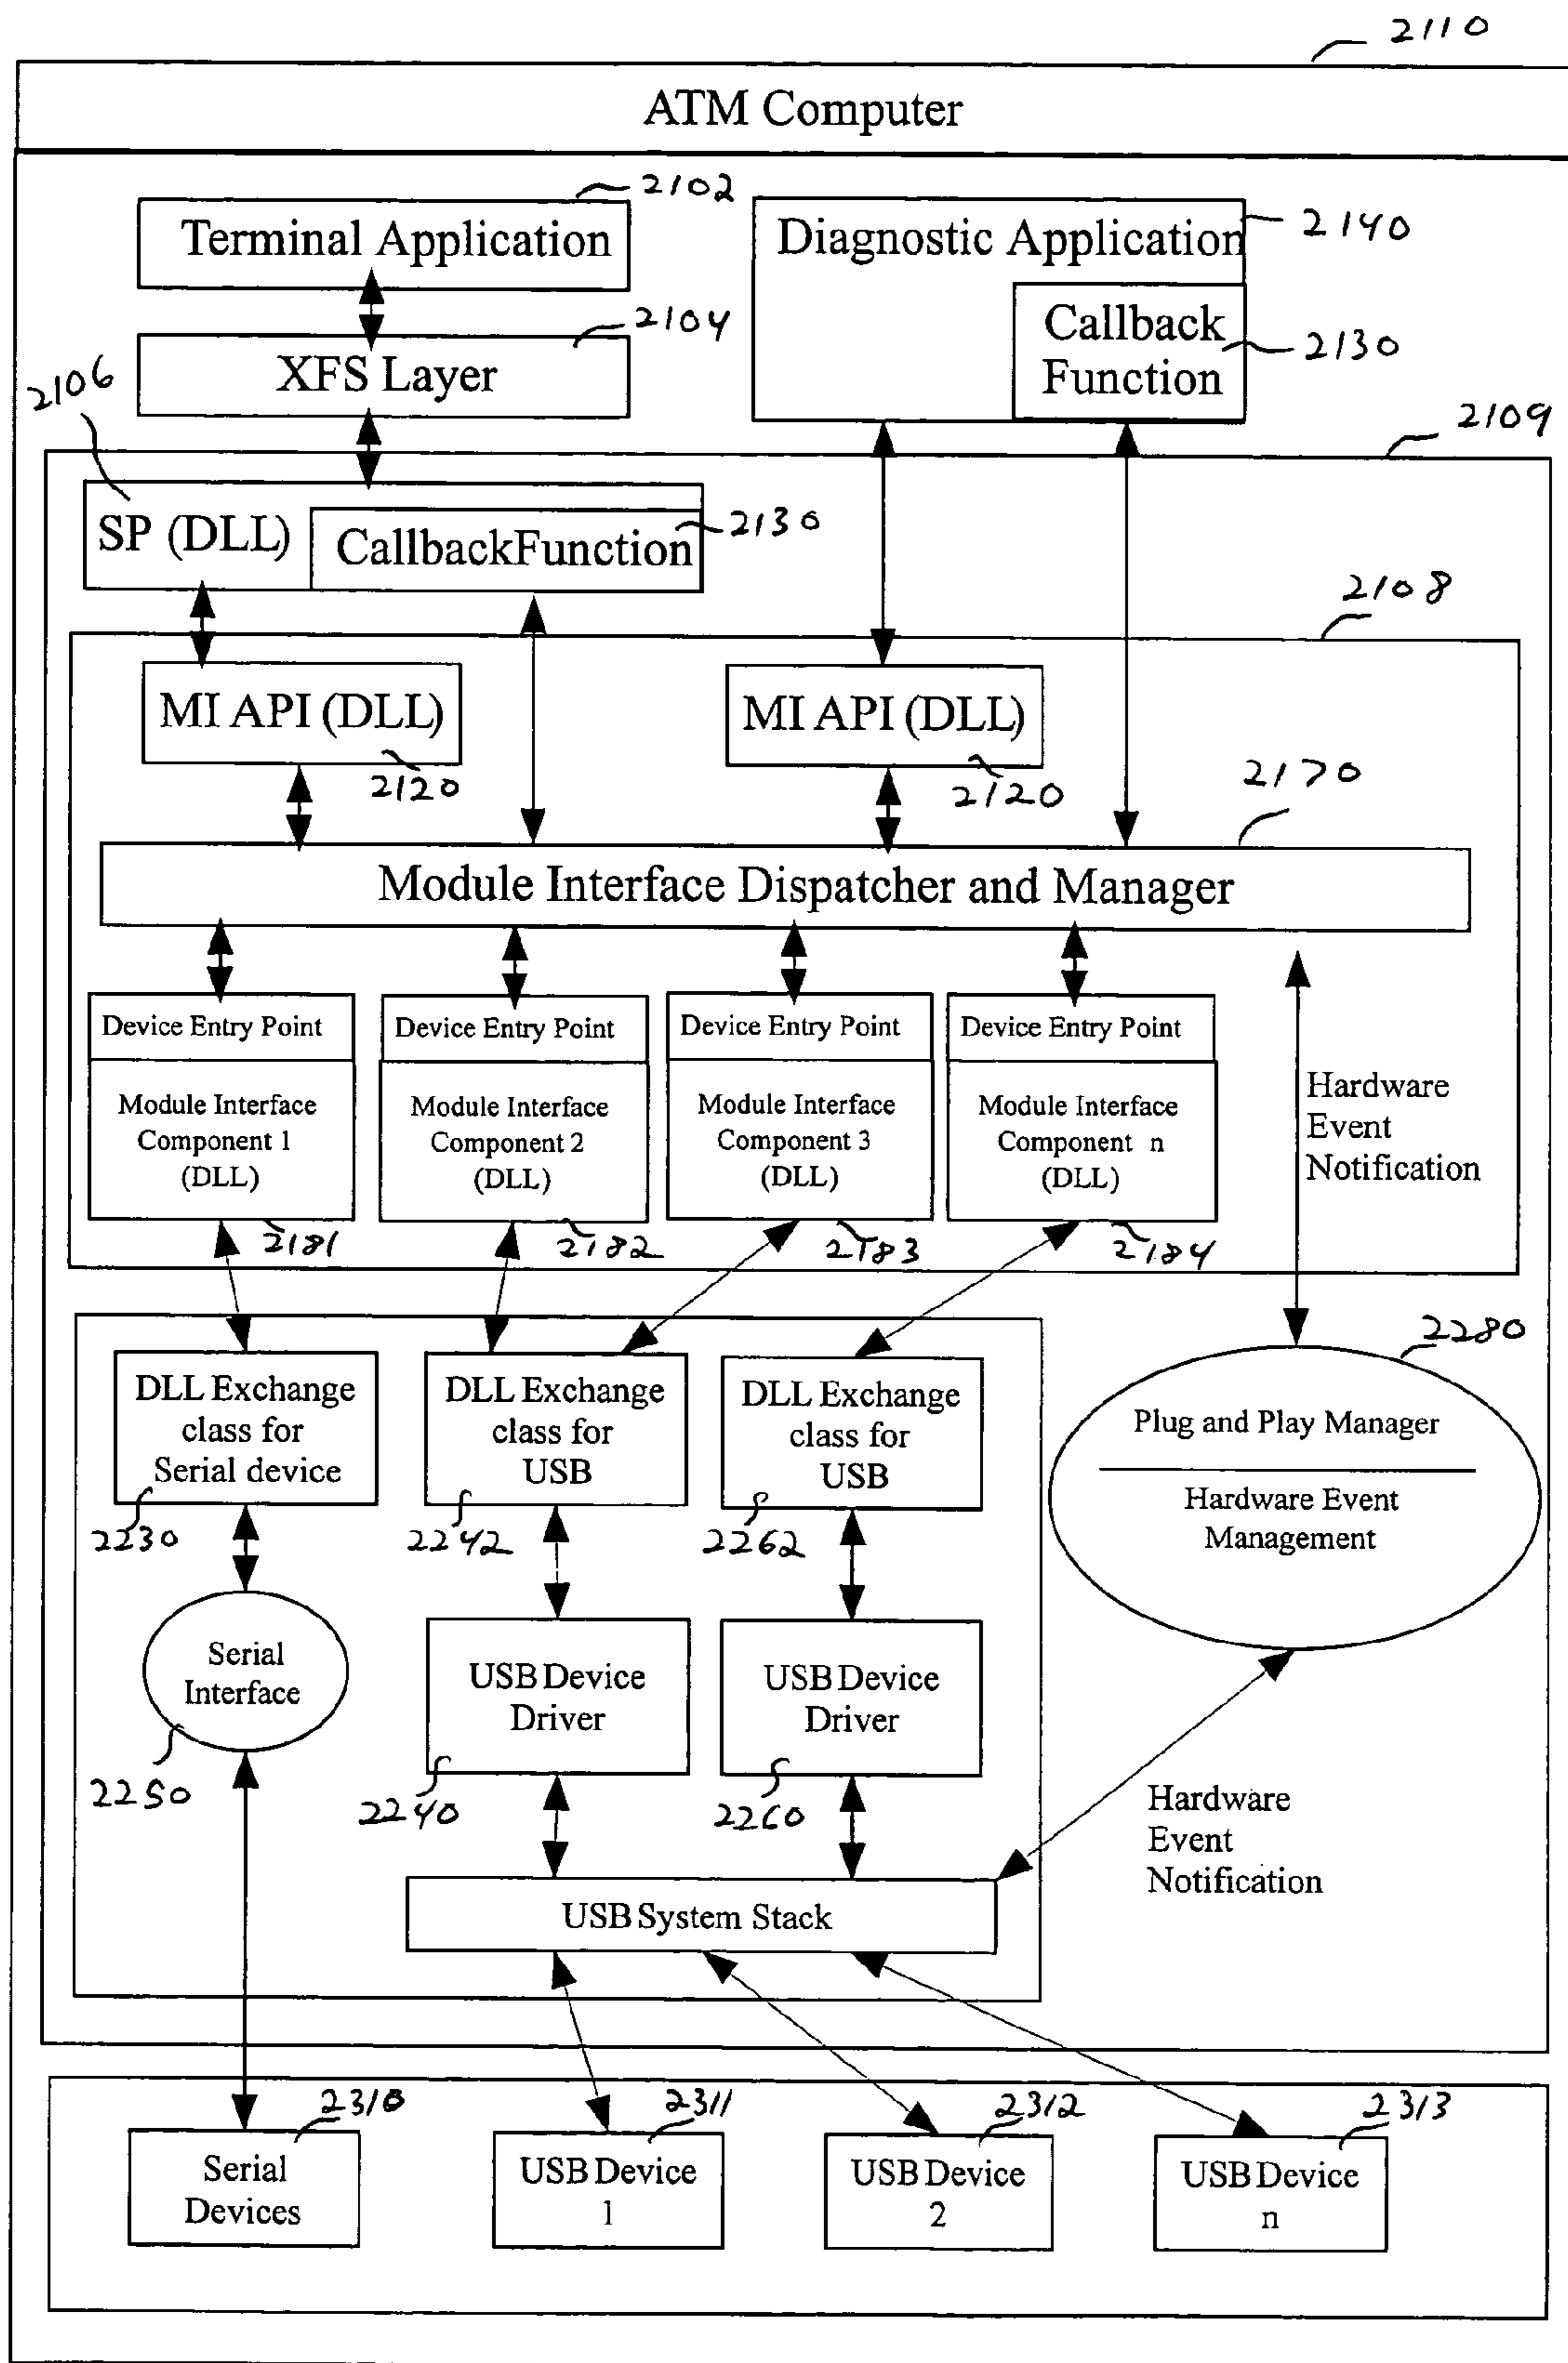 2110
ATM Computer
2102
Terminal Application
2140
Diagnostic Application
2104
XFS Layer
Callback
Function
2130
2106
2109
SP (DLL)
CallbackFunction
2130
2108
MI API (DLL)
2120
MI API (DLL)
2120
2170
Module Interface Dispatcher and Manager
Device Entry Point
Module Interface
Component 1
(DLL)
2181
Device Entry Point
Module Interface
Component 2
(DLL)
2182
Device Entry Point
Module Interface
Component 3
(DLL)
2183
Device Entry Point
Module Interface
Component n
(DLL)
2184
Hardware
Event
Notification
DLL Exchange
class for
Serial device
2230
DLL Exchange
class for
USB
2242
DLL Exchange
class for
USB
2262
2280
Plug and Play Manager
Hardware Event
Management
Serial
Interface
2250
USB Device
Driver
2240
USB Device
Driver
2260
Hardware
Event
Notification
USB System Stack
2310
Serial
Devices
2311
USB Device
1
2312
USB Device
2
2313
USB Device
n